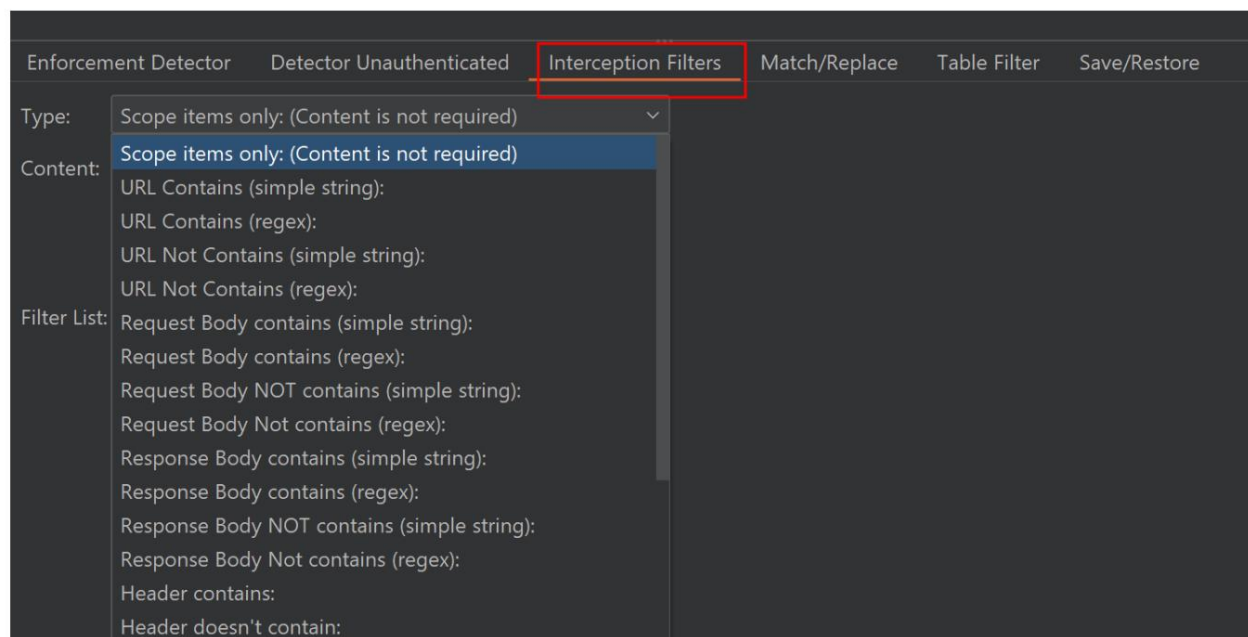 Enforcement Detector Detector Unauthenticated Interception Filters Match/Replace Table Filter Save/Restore
Type: Scope items only: (Content is not required)
Scope items only: (Content is not required)
Content:
URL Contains (simple string):
URL Contains (regex):
URL Not Contains (simple string):
URL Not Contains (regex):
Filter List: Request Body contains (simple string):
Request Body contains (regex):
Request Body NOT contains (simple string):
Request Body Not contains (regex):
Response Body contains (simple string):
Response Body contains (regex):
Response Body NOT contains (simple string):
Response Body Not contains (regex):
Header contains:
Header doesn't contain: